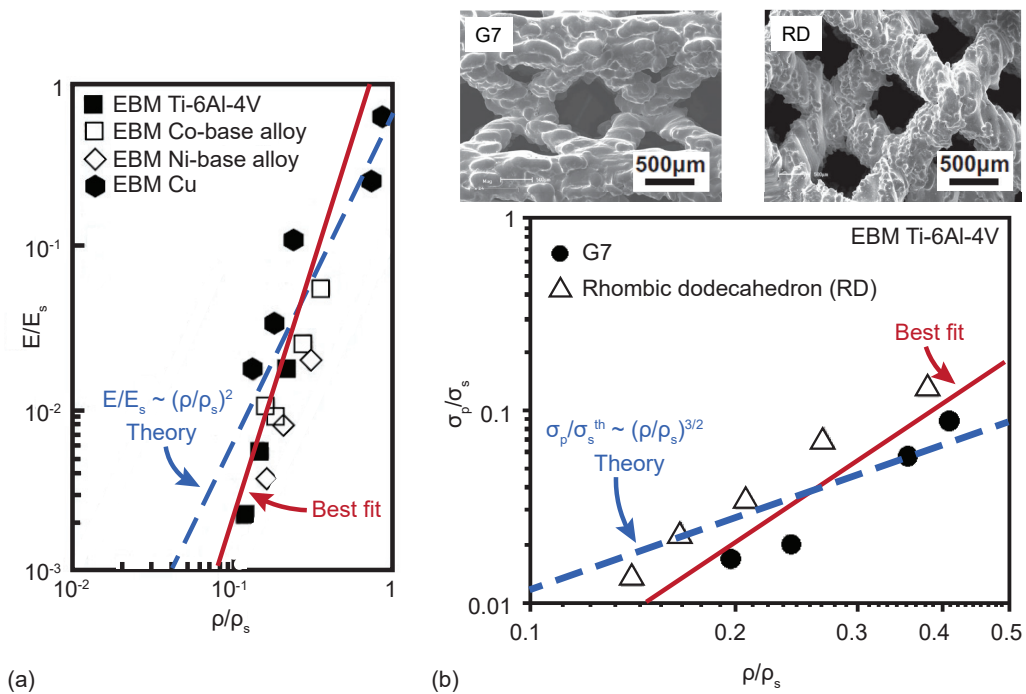 (a)
1
10⁻¹
10⁻²
10⁻³
10⁻²
10⁻¹
1
E/Eₛ
ρ/ρₛ
EBM Ti-6Al-4V
EBM Co-base alloy
EBM Ni-base alloy
EBM Cu
E/Eₛ ~ (ρ/ρₛ)²
Theory
Best fit
G7
500µm
RD
500µm
(b)
1
0.1
0.01
0.1
0.2
0.3
0.4
0.5
σₚ/σₛ
ρ/ρₛ
EBM Ti-6Al-4V
G7
Rhombic dodecahedron (RD)
Best fit
σₚ/σₛᵗʰ ~ (ρ/ρₛ)³ᐟ²
Theory